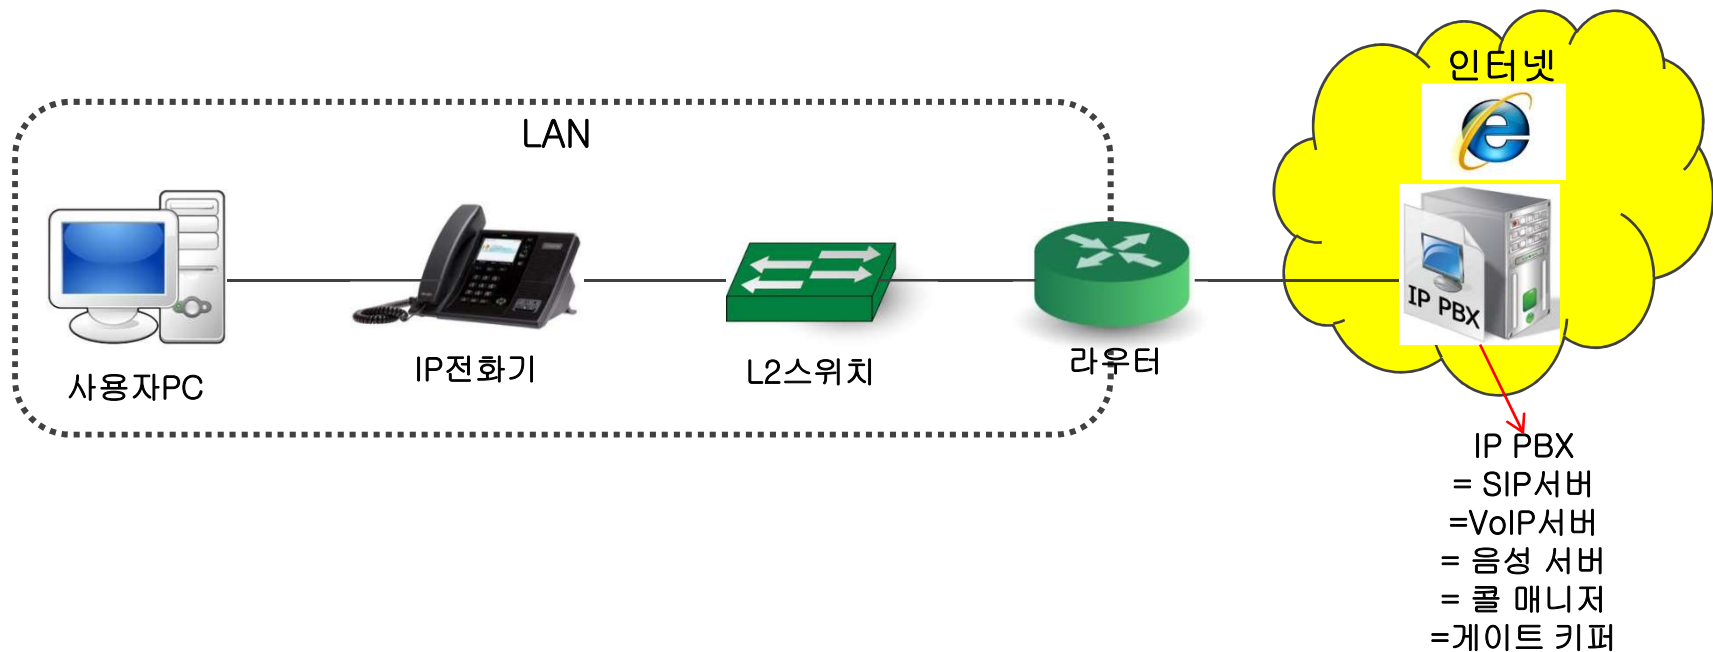 인터넷
LAN
IP PBX
사용자PC
IP전화기
L2스위치
라우터
IP PBX
= SIP서버
=VoIP서버
= 음성 서버
= 콜 매니저
=게이트 키퍼